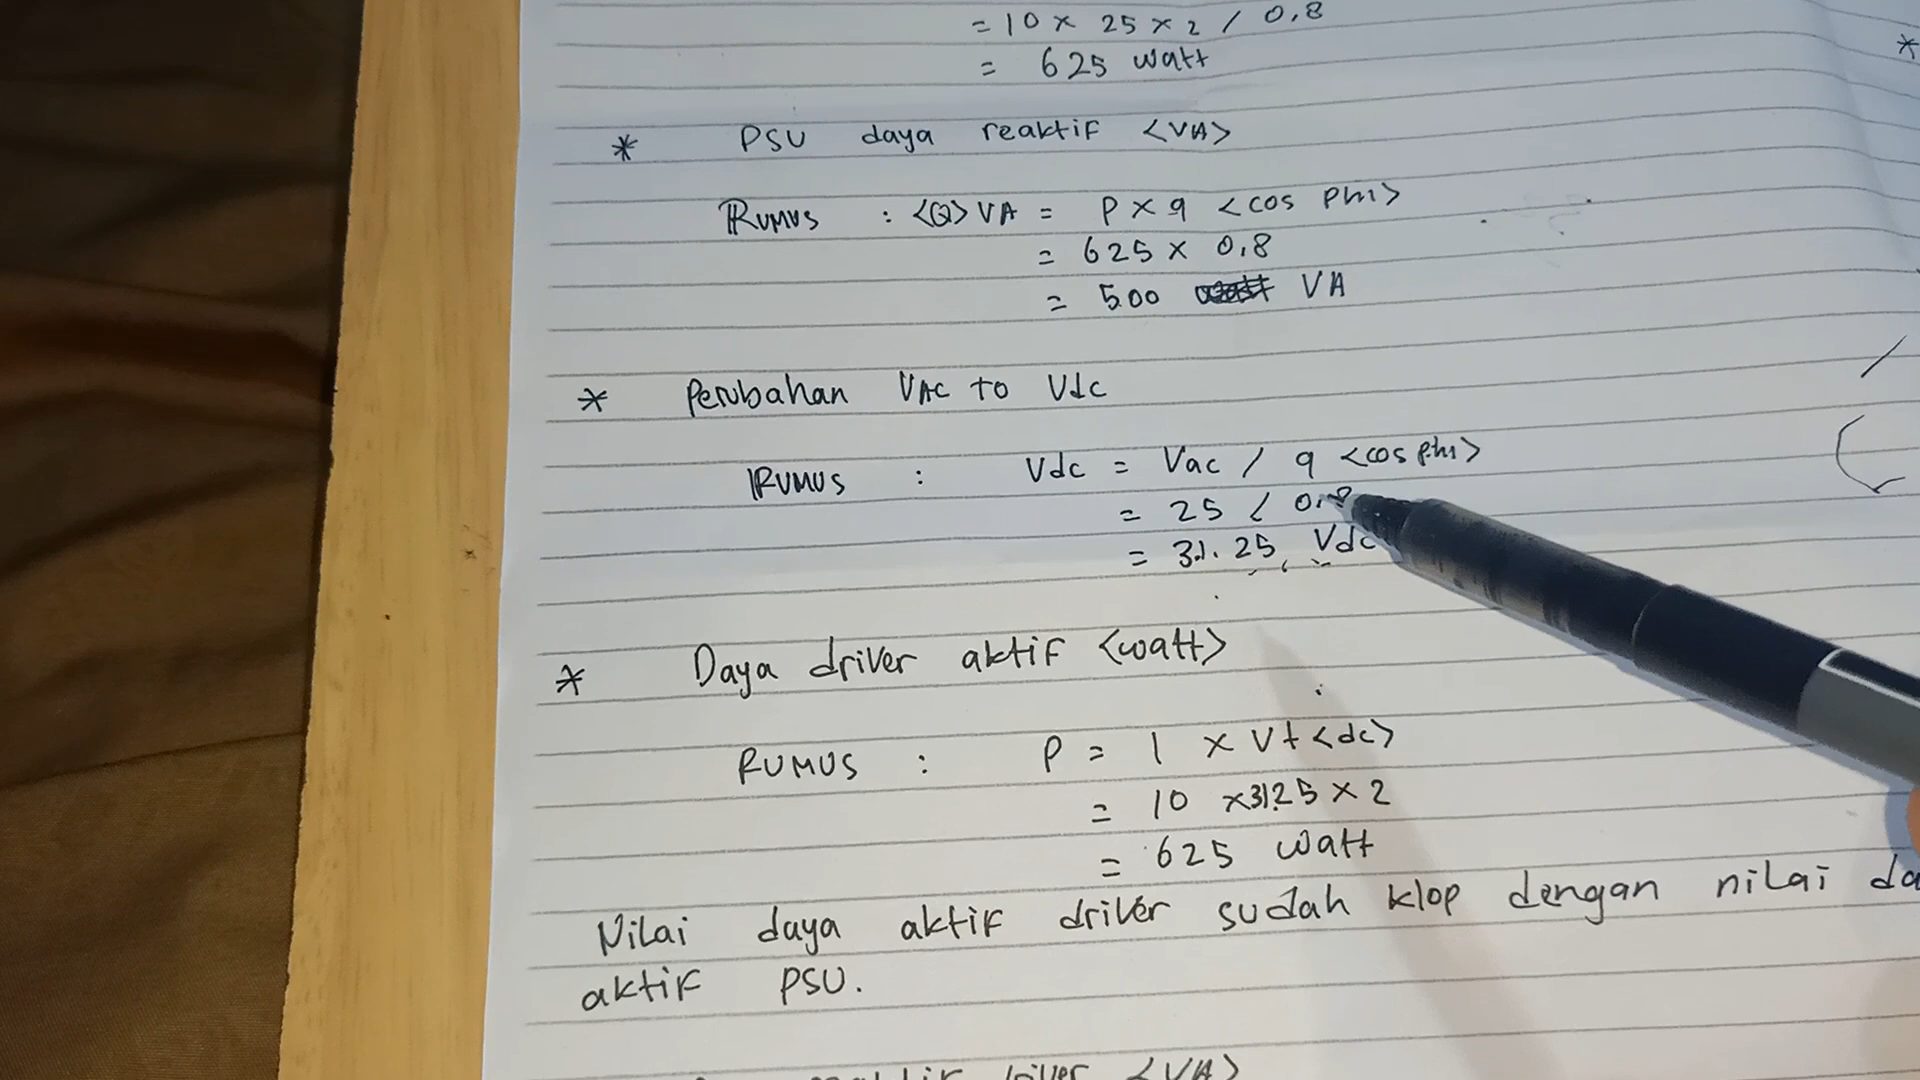 = 10 x 25 x 2 / 0,8
= 625 watt
*
* PSU daya reaktif <VA>
Rumus : <Q> VA = P x q <cos phi>
= 625 x 0,8
= 500 VA
* Perubahan VAC to Vdc
RUMUS : Vdc = Vac / q <cos phi>
= 25 / 0,8
= 31.25 Vdc
* Daya driver aktif <watt>
RUMUS : P = I x Vt <dc>
= 10 x 31.25 x 2
= 625 watt
Nilai daya aktif driver sudah klop dengan nilai da
aktif PSU.
driver <VA>